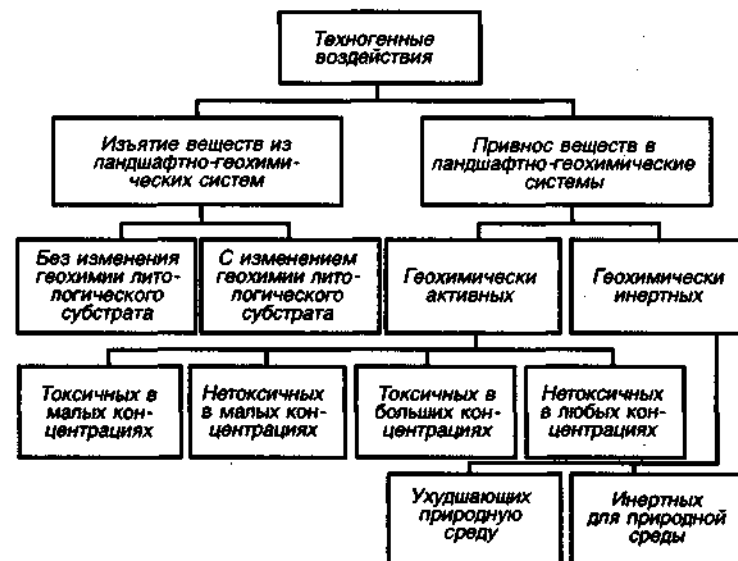 Техногенные
воздействия
Изъятие веществ из
ландшафтно-геохими-
ческих систем
Привнос веществ в
ландшафтно-геохимические
системы
Без изменения
геохимии лито-
логического
субстрата
С изменением
геохимии лито-
логического
субстрата
Геохимически
активных
Геохимически
инертных
Токсичных в
малых кон-
центрациях
Нетоксичных
в малых кон-
центрациях
Токсичных в
больших кон-
центрациях
Нетоксичных
в любых кон-
центрациях
Ухудшающих
природную
среду
Инертных
для природной
среды